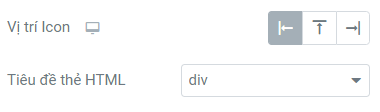 Vị trí Icon
Tiêu đề thẻ HTML div